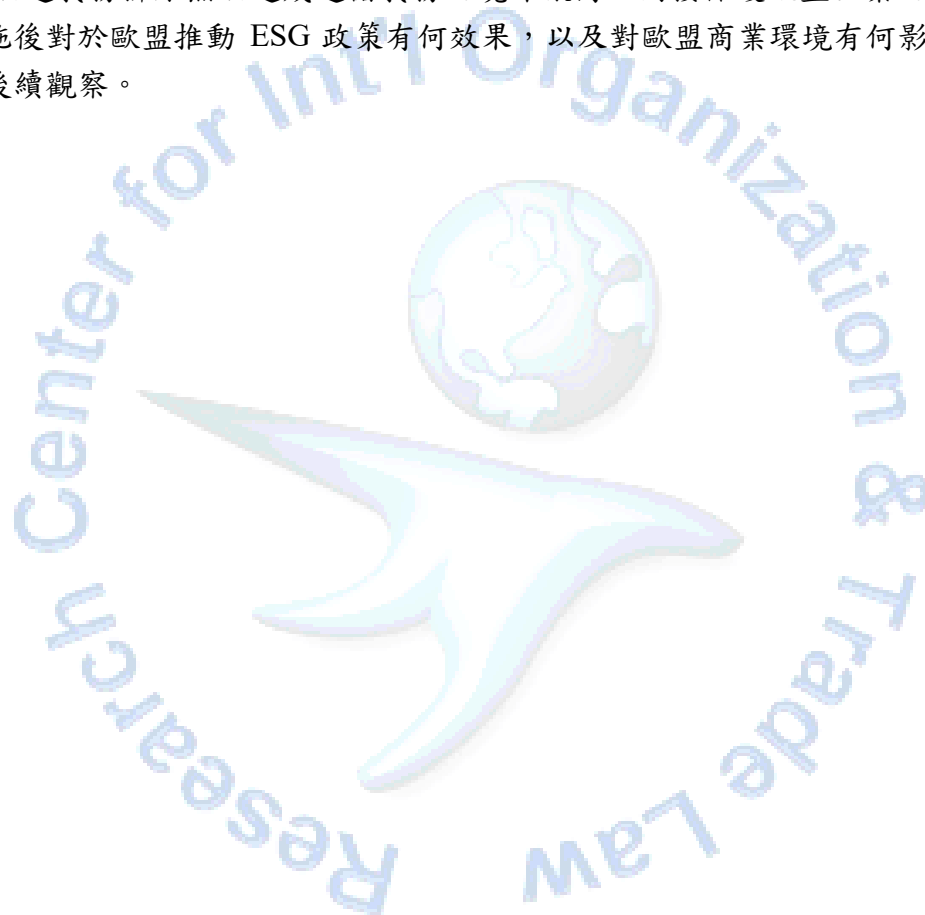 施後對於歐盟推動 ESG 政策有何效果，以及對歐盟商業環境有何影
後續觀察。
Research Center for Int'l Organization & Trade Law